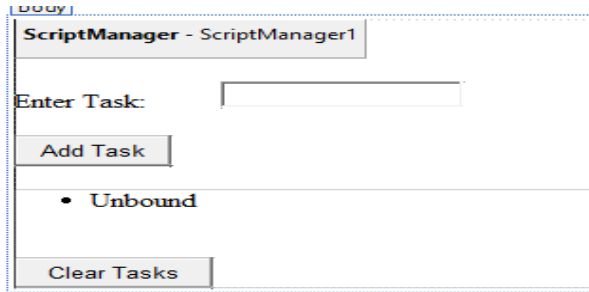 Body
ScriptManager - ScriptManager1
Enter Task:
Add Task
Unbound
Clear Tasks